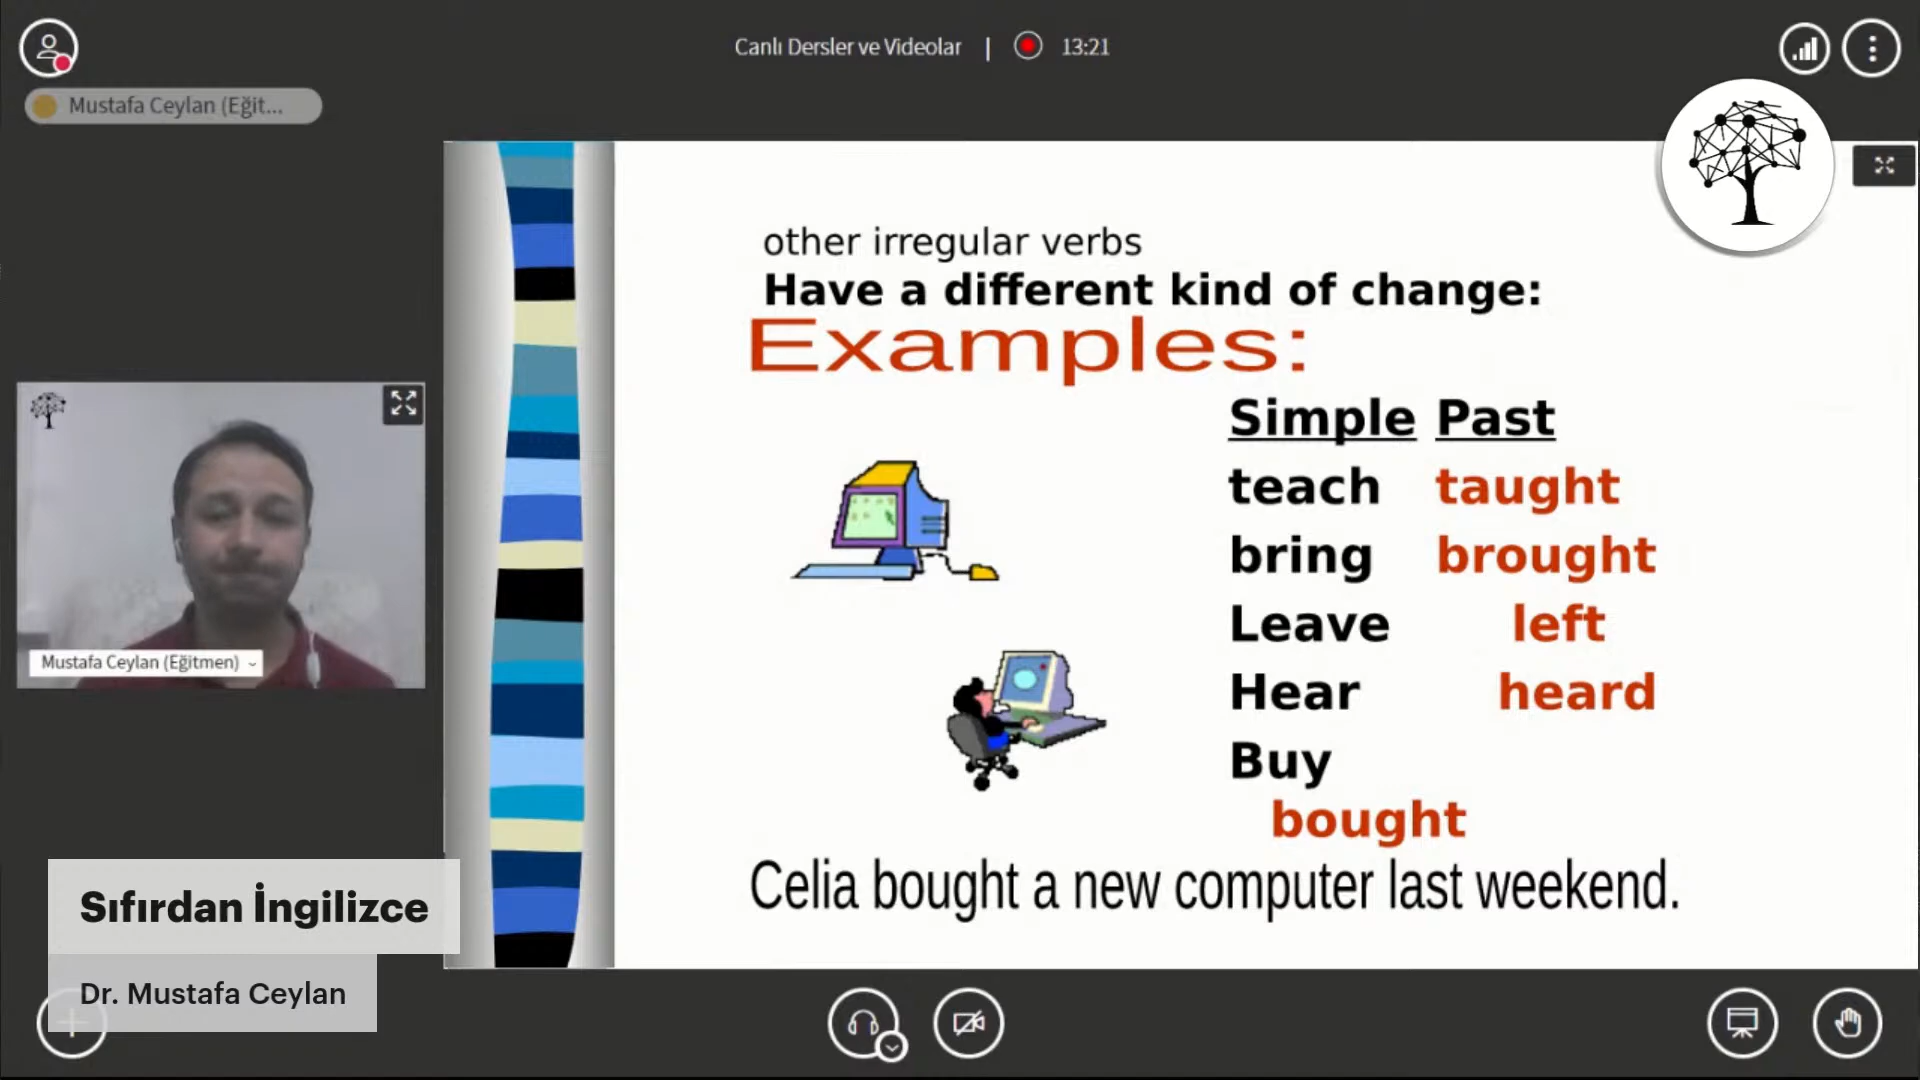 Canlı Dersler ve Videolar | 13:21
Mustafa Ceylan (Eğit...
other irregular verbs
Have a different kind of change:
Examples:
Simple Past
teach taught
bring brought
Leave left
Hear heard
Buy
bought
Celia bought a new computer last weekend.
Mustafa Ceylan (Eğitmen)
Sıfırdan İngilizce
Dr. Mustafa Ceylan